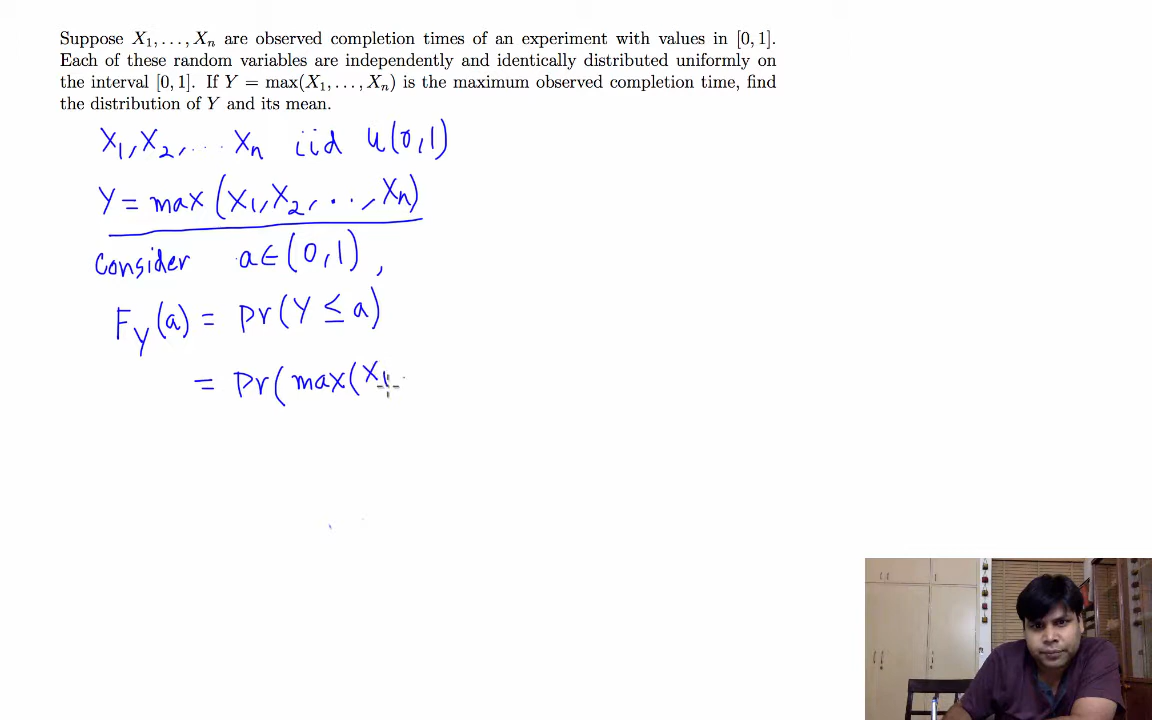 Suppose X₁, . . . , Xₙ are observed completion times of an experiment with values in [0, 1].
Each of these random variables are independently and identically distributed uniformly on
the interval [0, 1]. If Y = max(X₁, . . . , Xₙ) is the maximum observed completion time, find
the distribution of Y and its mean.
X₁, X₂, ... Xₙ iid U(0,1)
Y = max (X₁, X₂, . . , Xₙ)
Consider a ∈ (0,1) ,
F_Y(a) = Pr(Y ≤ a)
= Pr( max(X₁